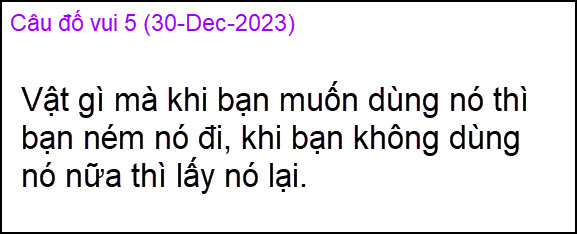 Câu đố vui 5 (30-Dec-2023)
Vật gì mà khi bạn muốn dùng nó thì
bạn ném nó đi, khi bạn không dùng
nó nữa thì lấy nó lại.